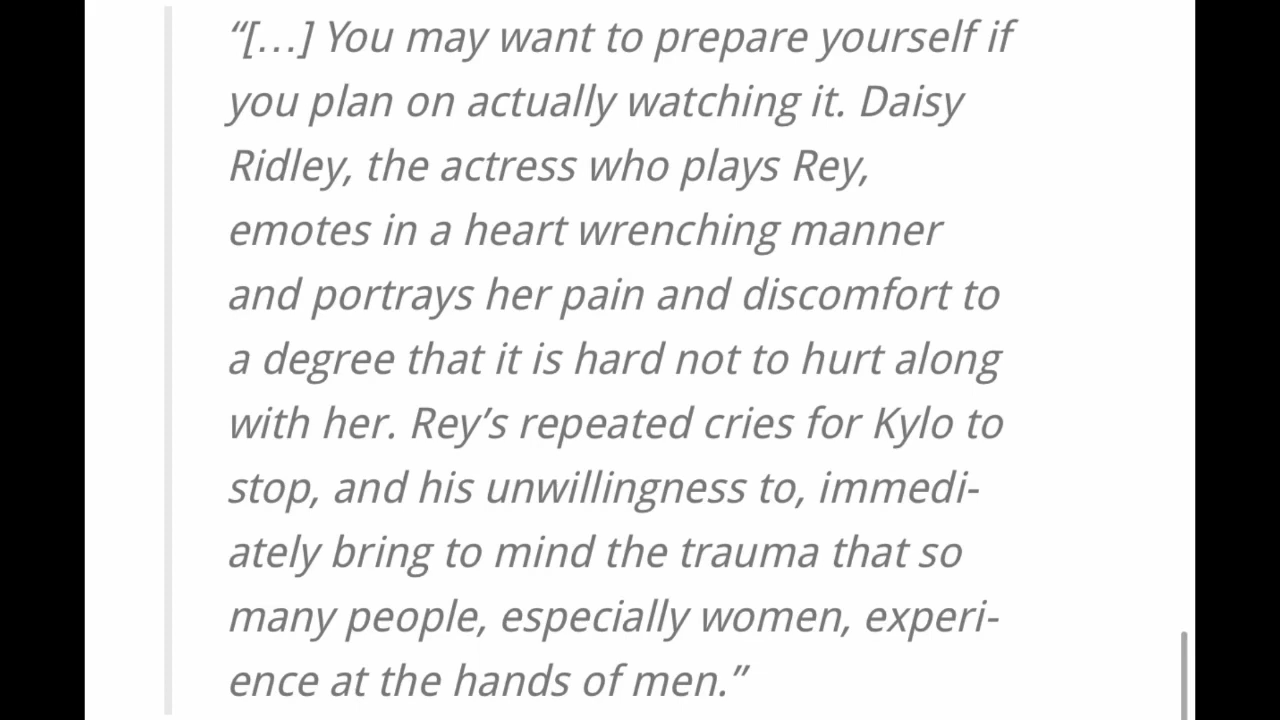 “[…] You may want to prepare yourself if
you plan on actually watching it. Daisy
Ridley, the actress who plays Rey,
emotes in a heart wrenching manner
and portrays her pain and discomfort to
a degree that it is hard not to hurt along
with her. Rey’s repeated cries for Kylo to
stop, and his unwillingness to, immedi-
ately bring to mind the trauma that so
many people, especially women, experi-
ence at the hands of men.”